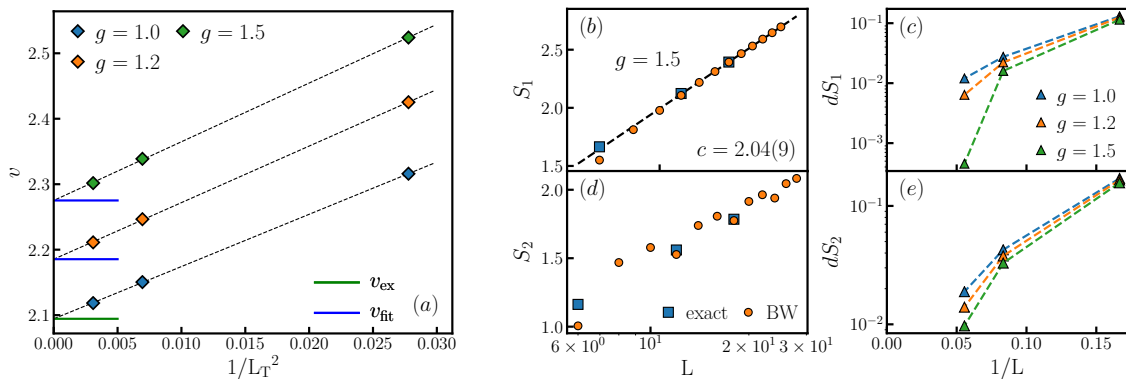 g = 1.0
g = 1.5
g = 1.2
v
2.5
2.4
2.3
2.2
2.1
v_ex
v_fit
(a)
0.000 0.005 0.010 0.015 0.020 0.025 0.030
1/L_T^2
(b)
g = 1.5
c = 2.04(9)
S_1
2.5
2.0
1.5
(c)
dS_1
10^{-1}
10^{-2}
10^{-3}
g = 1.0
g = 1.2
g = 1.5
(d)
S_2
2.0
1.5
1.0
exact
BW
6 × 10^0 10^1 2 × 10^1 3 × 10^1
L
(e)
dS_2
10^{-1}
10^{-2}
0.00 0.05 0.10 0.15
1/L